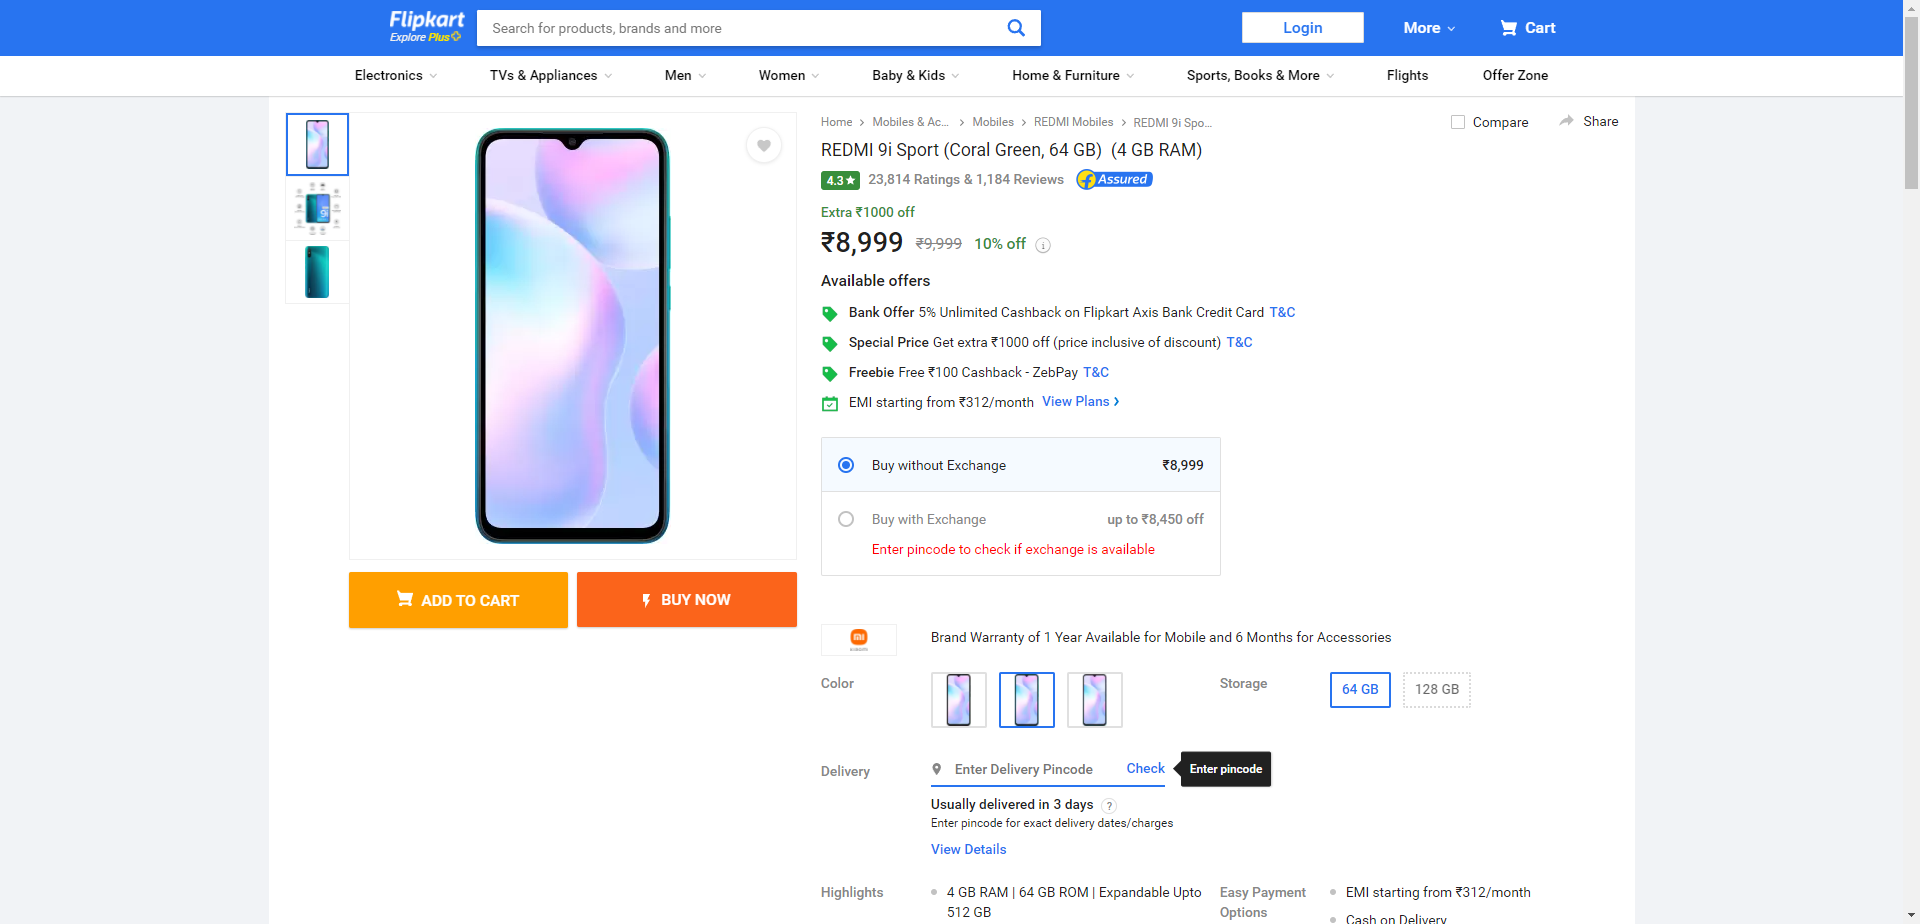 Flipkart
Explore Plus
Search for products, brands and more
Login
More
Cart
Electronics
TVs & Appliances
Men
Women
Baby & Kids
Home & Furniture
Sports, Books & More
Flights
Offer Zone
Home
Mobiles & Ac...
Mobiles
REDMI Mobiles
REDMI 9i Spo...
Compare
Share
REDMI 9i Sport (Coral Green, 64 GB) (4 GB RAM)
4.3★ 23,814 Ratings & 1,184 Reviews
Assured
Extra ₹1000 off
₹8,999 ₹9,999 10% off
Available offers
Bank Offer 5% Unlimited Cashback on Flipkart Axis Bank Credit Card T&C
Special Price Get extra ₹1000 off (price inclusive of discount) T&C
Freebie Free ₹100 Cashback - ZebPay T&C
EMI starting from ₹312/month View Plans
Buy without Exchange ₹8,999
Buy with Exchange up to ₹8,450 off
Enter pincode to check if exchange is available
ADD TO CART
BUY NOW
Brand Warranty of 1 Year Available for Mobile and 6 Months for Accessories
Color
Storage
64 GB
128 GB
Delivery
Enter Delivery Pincode
Check
Enter pincode
Usually delivered in 3 days ?
Enter pincode for exact delivery dates/charges
View Details
Highlights
4 GB RAM | 64 GB ROM | Expandable Upto
512 GB
Easy Payment
Options
EMI starting from ₹312/month
Cash on Delivery